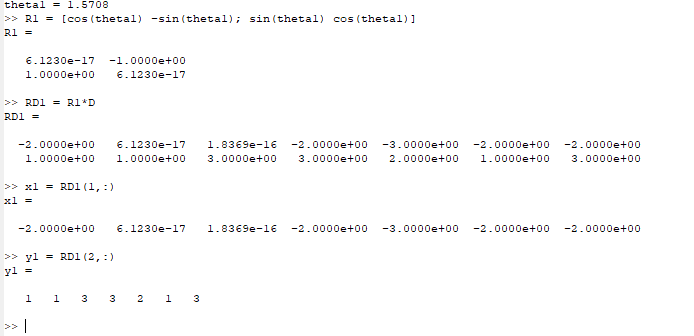 theta1 = 1.5708
>> R1 = [cos(theta1) -sin(theta1); sin(theta1) cos(theta1)]
R1 =
6.1230e-17 -1.0000e+00
1.0000e+00 6.1230e-17
>> RD1 = R1*D
RD1 =
-2.0000e+00 6.1230e-17 1.8369e-16 -2.0000e+00 -3.0000e+00 -2.0000e+00 -2.0000e+00
1.0000e+00 1.0000e+00 3.0000e+00 3.0000e+00 2.0000e+00 1.0000e+00 3.0000e+00
>> x1 = RD1(1,:)
x1 =
-2.0000e+00 6.1230e-17 1.8369e-16 -2.0000e+00 -3.0000e+00 -2.0000e+00 -2.0000e+00
>> y1 = RD1(2,:)
y1 =
1 1 3 3 2 1 3
>>